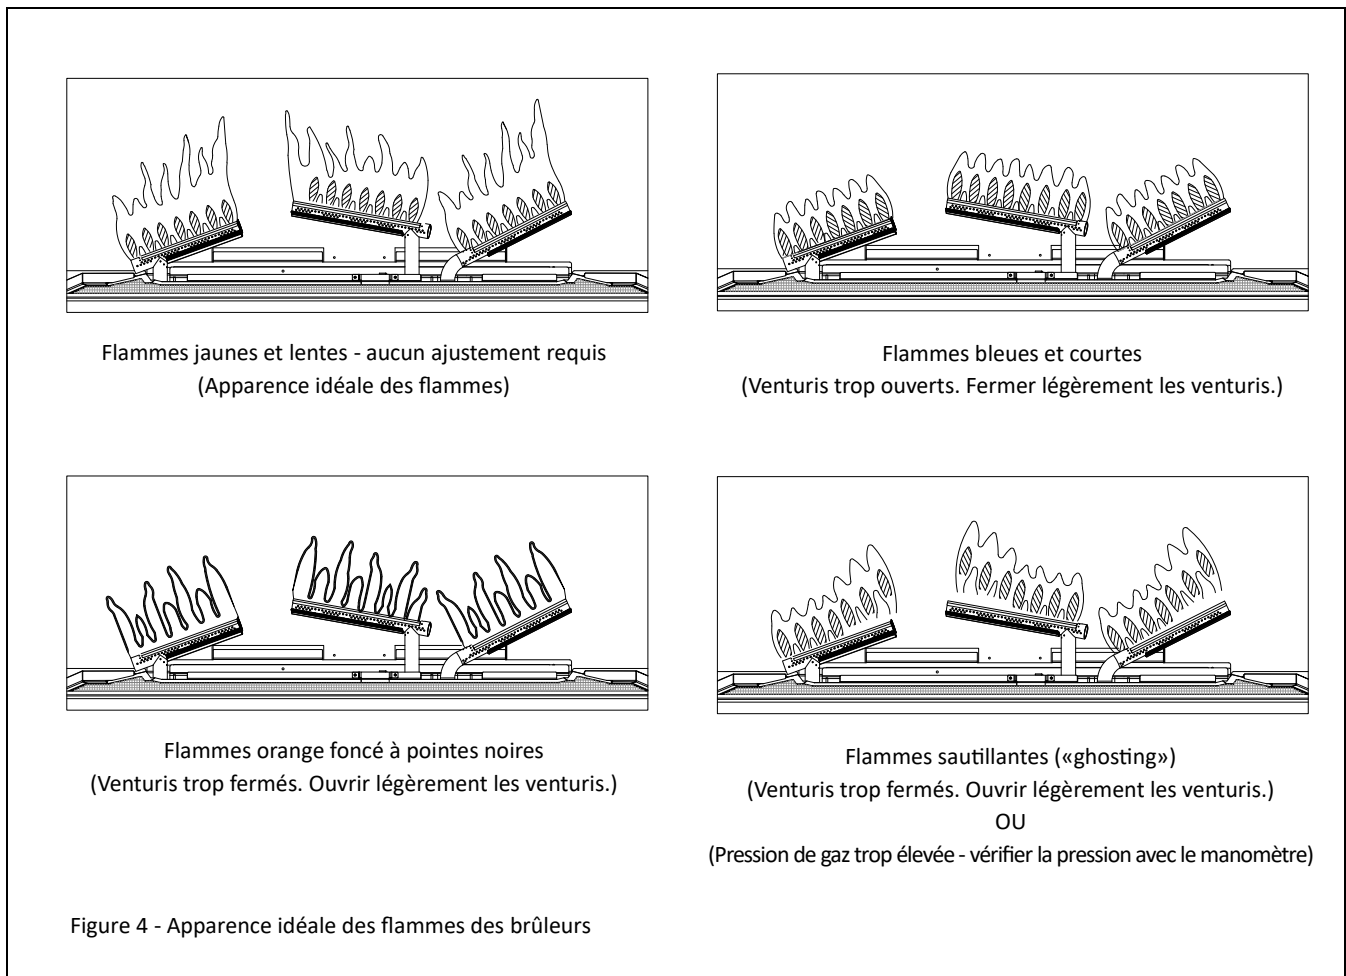 Flammes jaunes et lentes - aucun ajustement requis
(Apparence idéale des flammes)
Flammes bleues et courtes
(Venturis trop ouverts. Fermer légèrement les venturis.)
Flammes orange foncé à pointes noires
(Venturis trop fermés. Ouvrir légèrement les venturis.)
Flammes sautillantes («ghosting»)
(Venturis trop fermés. Ouvrir légèrement les venturis.)
OU
(Pression de gaz trop élevée - vérifier la pression avec le manomètre)
Figure 4 - Apparence idéale des flammes des brûleurs